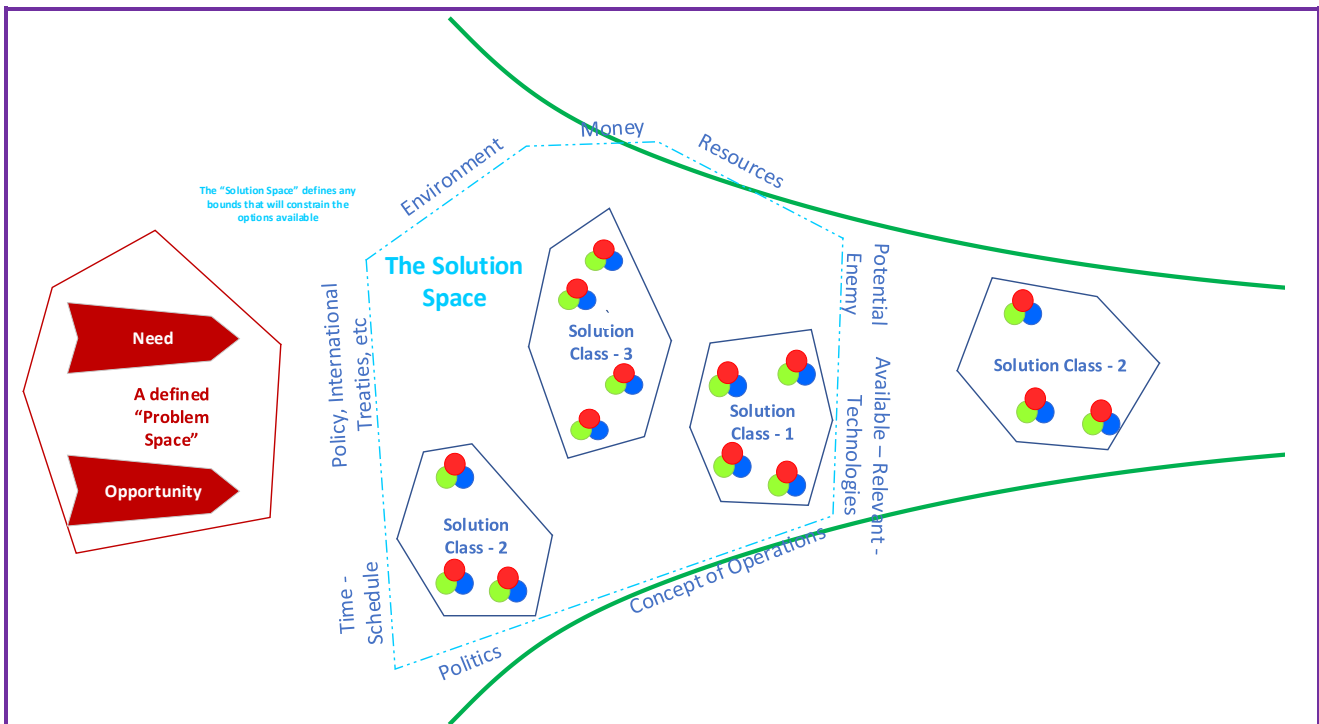 Money
Environment
Resources
The “Solution Space” defines any
bounds that will constrain the
options available
The Solution
Space
Need
A defined
“Problem
Space”
Opportunity
Policy, International
Treaties, etc
Time -
Schedule
Politics
Concept of Operations
Potential
Enemy
Available – Relevant -
Technologies
Solution
Class - 3
Solution
Class - 1
Solution
Class - 2
Solution Class - 2